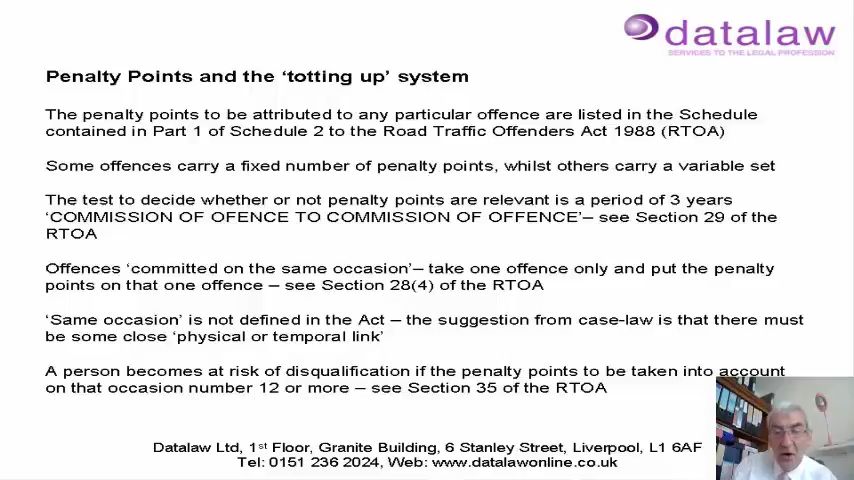 datalaw
SERVICES TO THE LEGAL PROFESSION
Penalty Points and the ‘totting up’ system
The penalty points to be attributed to any particular offence are listed in the Schedule
contained in Part 1 of Schedule 2 to the Road Traffic Offenders Act 1988 (RTOA)
Some offences carry a fixed number of penalty points, whilst others carry a variable set
The test to decide whether or not penalty points are relevant is a period of 3 years
‘COMMISSION OF OFENCE TO COMMISSION OF OFFENCE’– see Section 29 of the
RTOA
Offences ‘committed on the same occasion’– take one offence only and put the penalty
points on that one offence – see Section 28(4) of the RTOA
‘Same occasion’ is not defined in the Act – the suggestion from case-law is that there must
be some close ‘physical or temporal link’
A person becomes at risk of disqualification if the penalty points to be taken into account
on that occasion number 12 or more – see Section 35 of the RTOA
Datalaw Ltd, 1st Floor, Granite Building, 6 Stanley Street, Liverpool, L1 6AF
Tel: 0151 236 2024, Web: www.datalawonline.co.uk